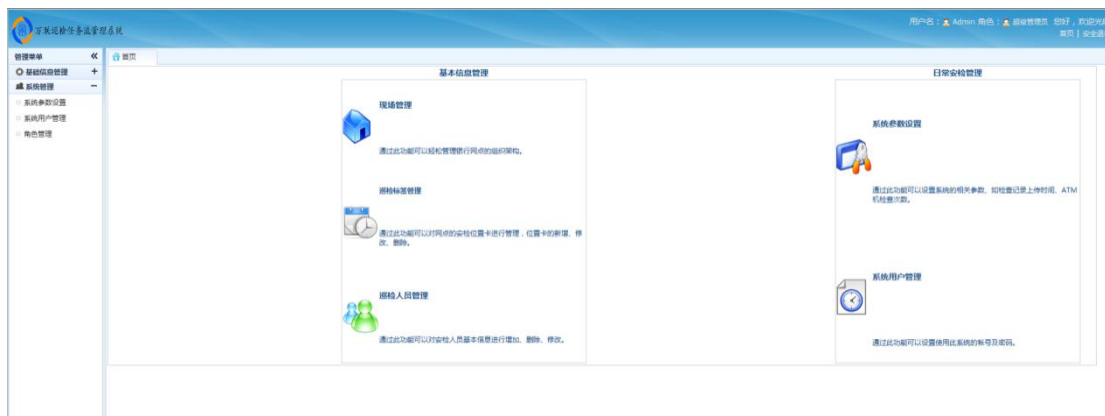 万联巡检任务监管理系统
用户名：Admin 角色：超级管理员 您好，欢迎光
首页 | 安全退
管理菜单
首页
基础信息管理
系统管理
系统参数设置
系统用户管理
角色管理
基本信息管理
现场管理
通过此功能可以轻松管理银行网点的组织架构。
巡检标签管理
通过此功能可以对网点的安检位置卡进行管理，位置卡的新增、修
改、删除。
巡检人员管理
通过此功能可以对安检人员基本信息进行增加、删除、修改。
日常安检管理
系统参数设置
通过此功能可以设置系统的相关参数，如检查记录上传时间、ATM
机检查次数。
系统用户管理
通过此功能可以设置使用此系统的帐号及密码。